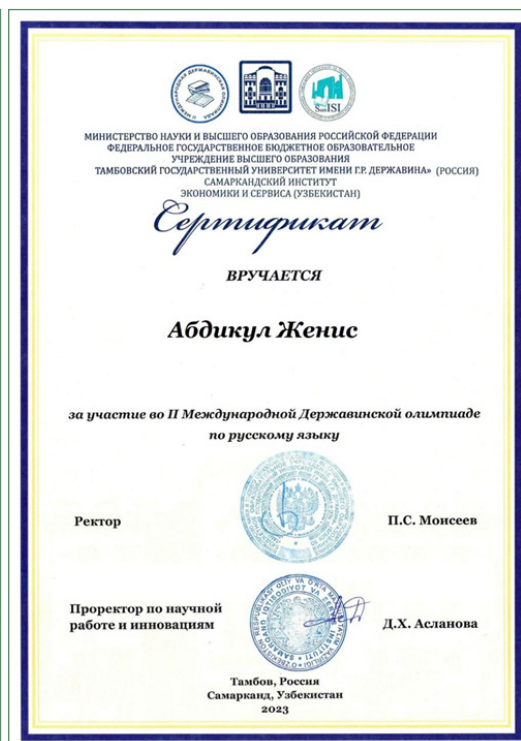 МИНИСТЕРСТВО НАУКИ И ВЫСШЕГО ОБРАЗОВАНИЯ РОССИЙСКОЙ ФЕДЕРАЦИИ
ФЕДЕРАЛЬНОЕ ГОСУДАРСТВЕННОЕ БЮДЖЕТНОЕ ОБРАЗОВАТЕЛЬНОЕ
УЧРЕЖДЕНИЕ ВЫСШЕГО ОБРАЗОВАНИЯ
ТАМБОВСКИЙ ГОСУДАРСТВЕННЫЙ УНИВЕРСИТЕТ ИМЕНИ Г.Р. ДЕРЖАВИНА» (РОССИЯ)
САМАРКАНДСКИЙ ИНСТИТУТ
ЭКОНОМИКИ И СЕРВИСА (УЗБЕКИСТАН)
Сертификат
ВРУЧАЕТСЯ
Абдикул Женис
за участие во II Международной Державинской олимпиаде
по русскому языку
Ректор П.С. Моисеев
Проректор по научной
работе и инновациям Д.Х. Асланова
Тамбов, Россия
Самарканд, Узбекистан
2023